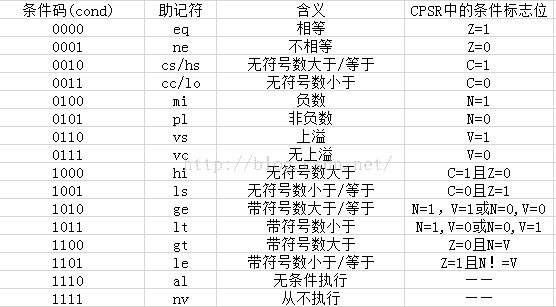 条件码(cond) 助记符 含义 CPSR中的条件标志位
0000 eq 相等 Z=1
0001 ne 不相等 Z=0
0010 cs/hs 无符号数大于/等于 C=1
0011 cc/lo 无符号数小于 C=0
0100 mi 负数 N=1
0101 pl 非负数 N=0
0110 vs 上溢 V=1
0111 vc 无上溢 V=0
1000 hi 无符号数大于 C=1且Z=0
1001 ls 无符号数小于/等于 C=0且Z=1
1010 ge 带符号数大于/等于 N=1，V=1或N=0,V=0
1011 lt 带符号数小于 N=1,V=0或N=0,V=1
1100 gt 带符号数大于 Z=0且N=V
1101 le 带符号数小于/等于 Z=1且N！=V
1110 al 无条件执行 －－
1111 nv 从不执行 －－